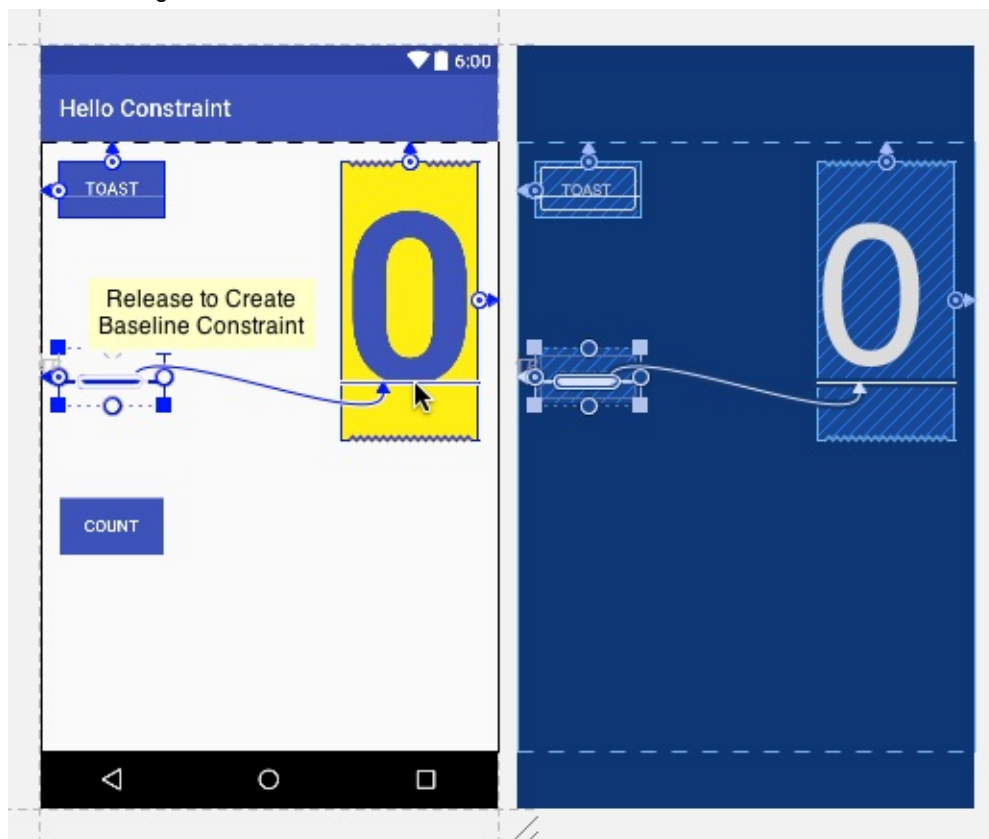 6:00
Hello Constraint
TOAST
0
Release to Create
Baseline Constraint
COUNT
TOAST
0